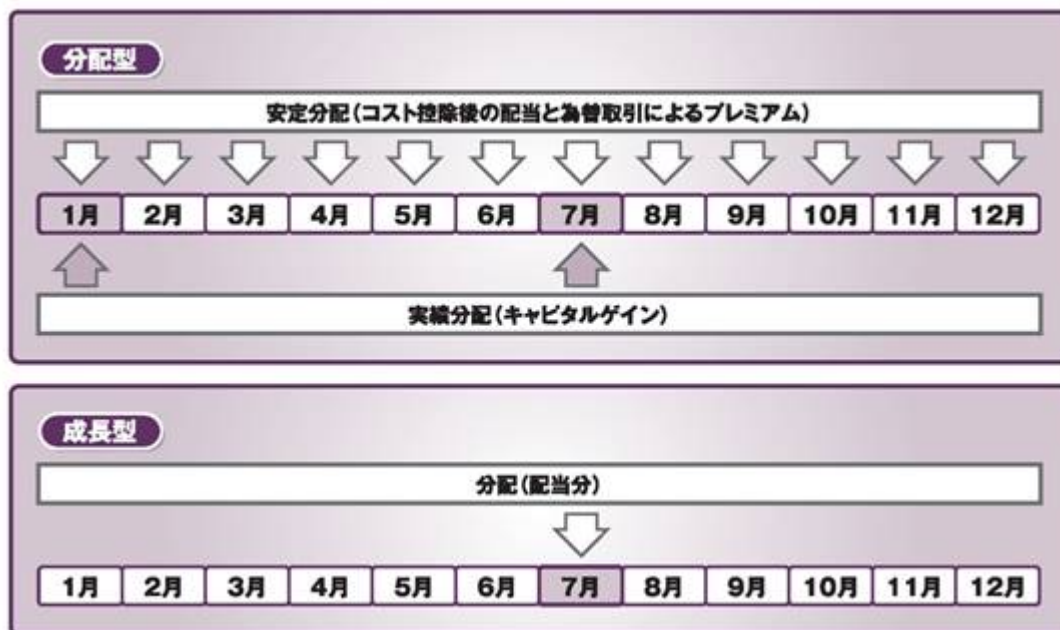 分配型
安定分配（コスト控除後の配当と為替取引によるプレミアム）
1月 2月 3月 4月 5月 6月 7月 8月 9月 10月 11月 12月
実績分配（キャピタルゲイン）
成長型
分配（配当分）
1月 2月 3月 4月 5月 6月 7月 8月 9月 10月 11月 12月